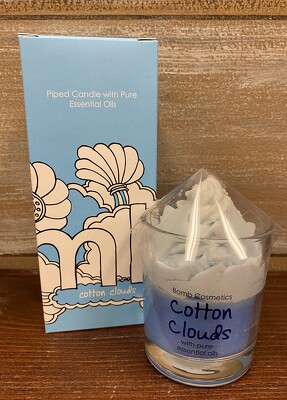 Piped Candle with Pure
Essential Oils
cotton clouds
Bomb Cosmetics
Cotton
Clouds
with pure
essential oils